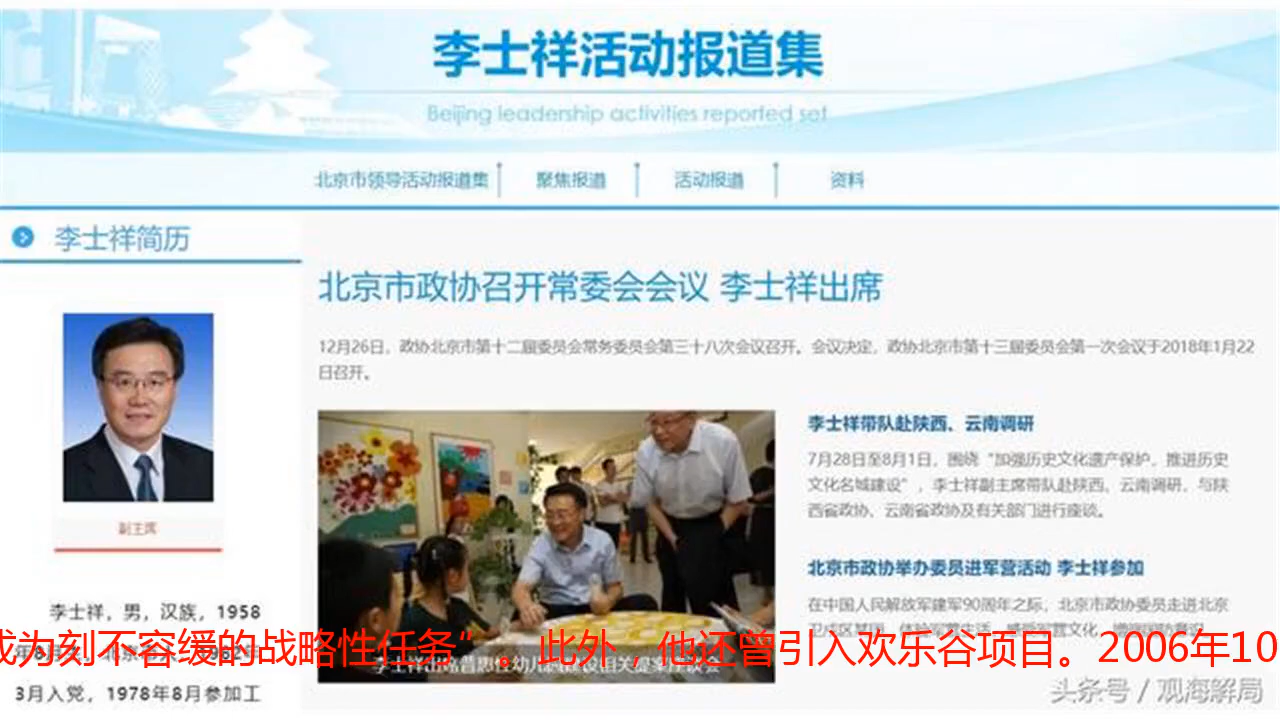 李士祥活动报道集
Beijing leadership activities reported set
北京市领导活动报道集
聚焦报道
活动报道
资料
李士祥简历
副主席
李士祥，男，汉族，1958
3月入党，1978年8月参加工
北京市政协召开常委会会议 李士祥出席
12月26日，政协北京市第十二届委员会常务委员会第三十八次会议召开。会议决定，政协北京市第十三届委员会第一次会议于2018年1月22
日召开。
李士祥带队赴陕西、云南调研
7月28日至8月1日，围绕“加强历史文化遗产保护，推进历史
文化名城建设”，李士祥副主席带队赴陕西、云南调研，与陕
西省政协、云南省政协及有关部门进行座谈。
北京市政协举办委员进军营活动 李士祥参加
在中国人民解放军建军90周年之际，北京市政协委员走进北京
成为刻不容缓的战略性任务”。此外，他还曾引入欢乐谷项目。2006年10
头条号 / 观海解局